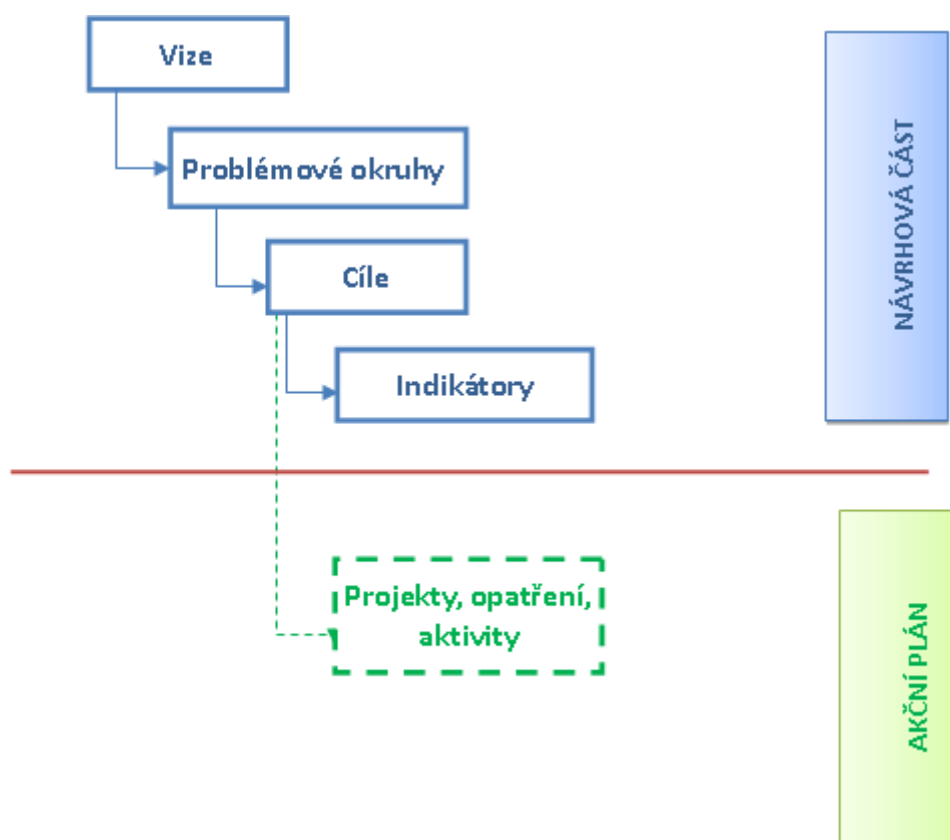 Vize
Problémové okruhy
Cíle
Indikátory
NÁVRHOVÁ ČÁST
Projekty, opatření,
aktivity
AKČNÍ PLÁN